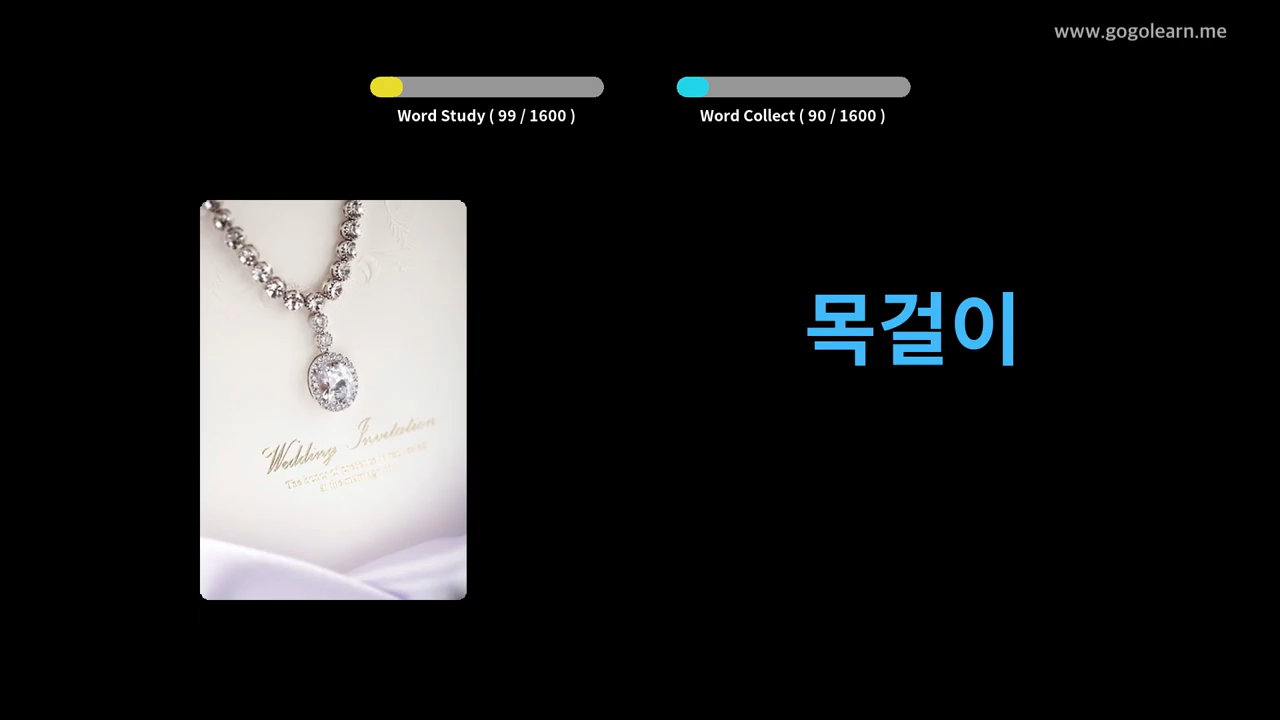 www.gogolearn.me
Word Study ( 99 / 1600 )
Word Collect ( 90 / 1600 )
목걸이
Wedding Invitation